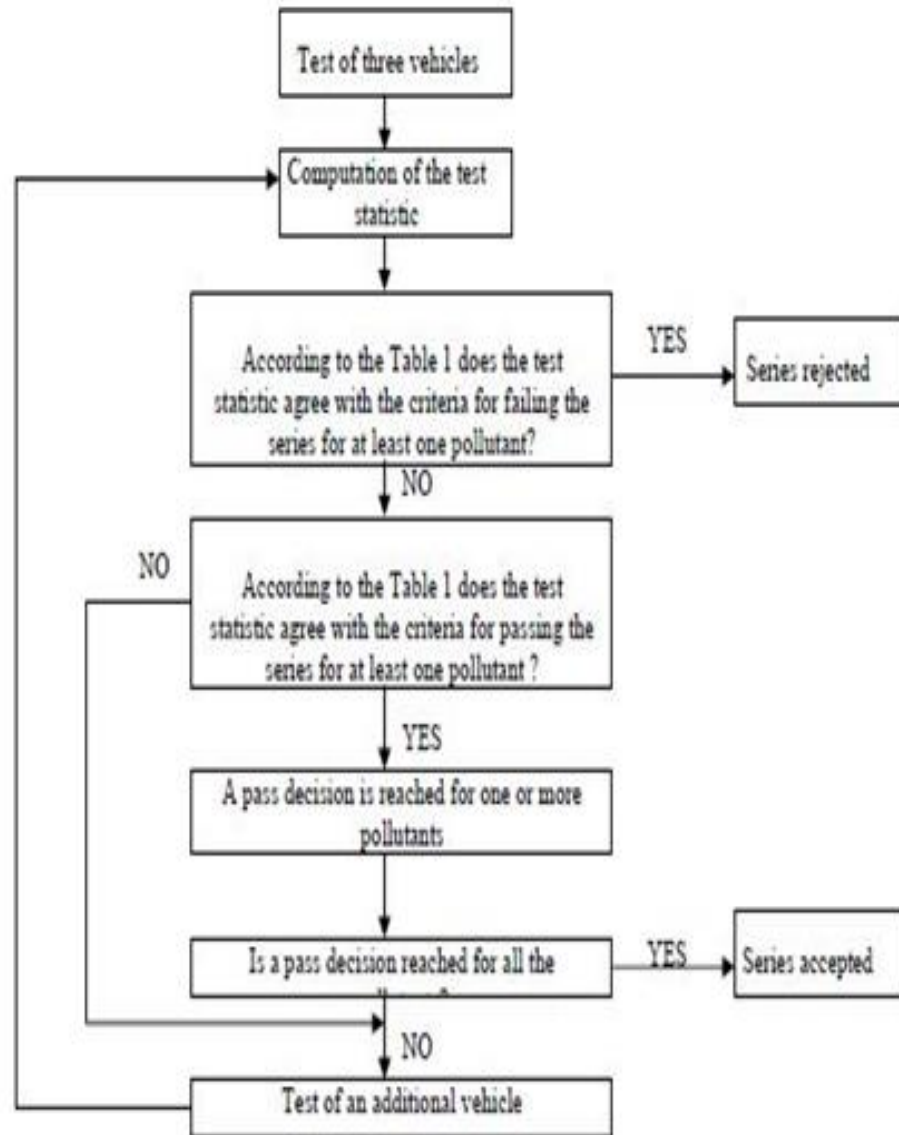 Test of three vehicles
Computation of the test
statistic
According to the Table 1 does the test
statistic agree with the criteria for failing the
series for at least one pollutant?
YES
Series rejected
NO
According to the Table 1 does the test
statistic agree with the criteria for passing the
series for at least one pollutant ?
NO
YES
A pass decision is reached for one or more
pollutants
Is a pass decision reached for all the
YES
Series accepted
NO
Test of an additional vehicle